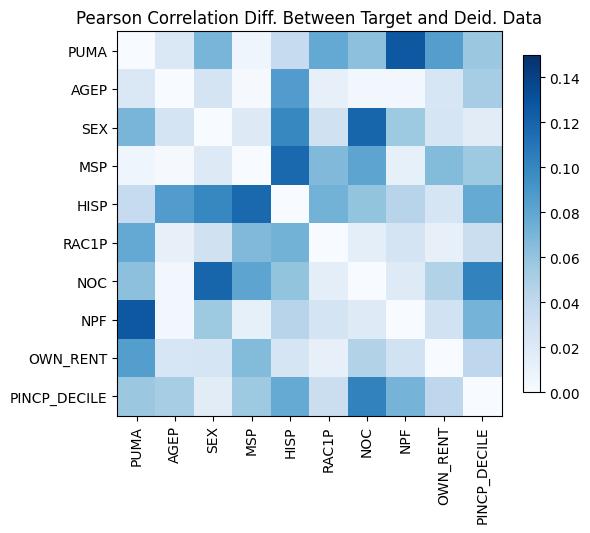 Pearson Correlation Diff. Between Target and Deid. Data
PUMA
AGEP
SEX
MSP
HISP
RAC1P
NOC
NPF
OWN_RENT
PINCP_DECILE
PUMA
AGEP
SEX
MSP
HISP
RAC1P
NOC
NPF
OWN_RENT
PINCP_DECILE
0.14
0.12
0.10
0.08
0.06
0.04
0.02
0.00